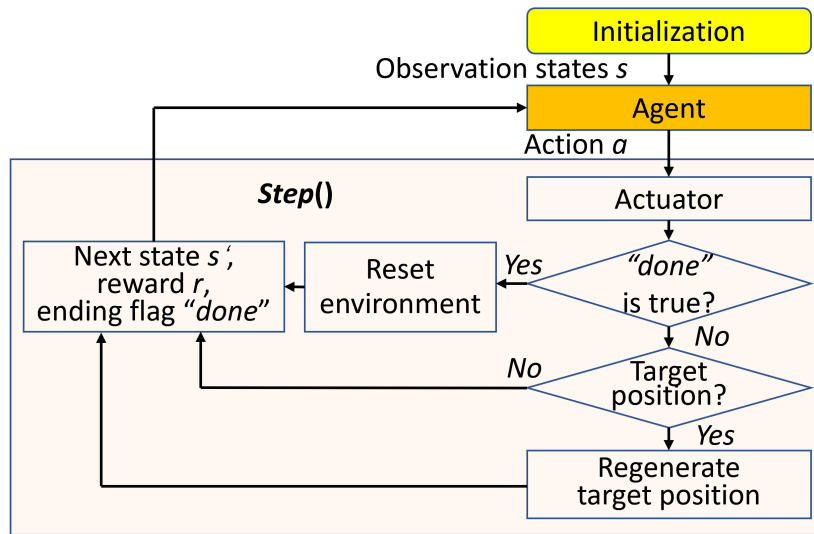 Initialization
Observation states s
Agent
Action a
Step()
Actuator
Next state s ‘,
reward r,
ending flag “done”
Reset
environment
Yes
“done”
is true?
No
No
Target
position?
Yes
Regenerate
target position